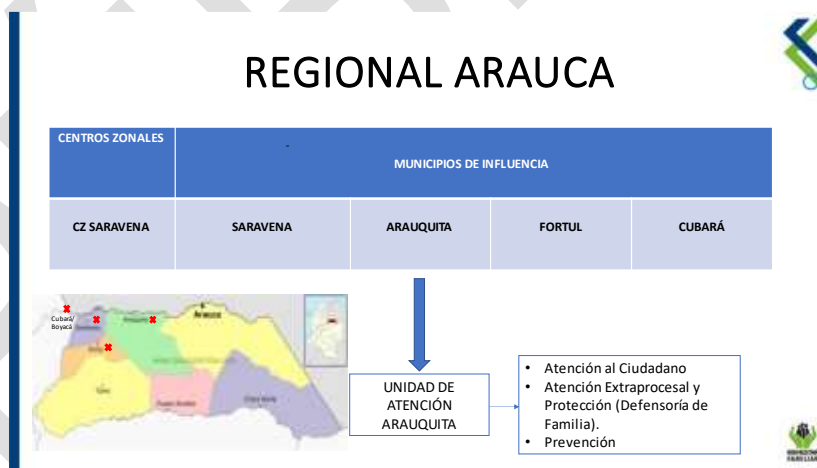 REGIONAL ARAUCA
CENTROS ZONALES
MUNICIPIOS DE INFLUENCIA
CZ SARAVENA
SARAVENA
ARAUQUITA
FORTUL
CUBARÁ
Cubará/
Boyacá
Arauca
UNIDAD DE
ATENCIÓN
ARAUQUITA
• Atención al Ciudadano
• Atención Extraprocesal y
Protección (Defensoría de
Familia).
• Prevención